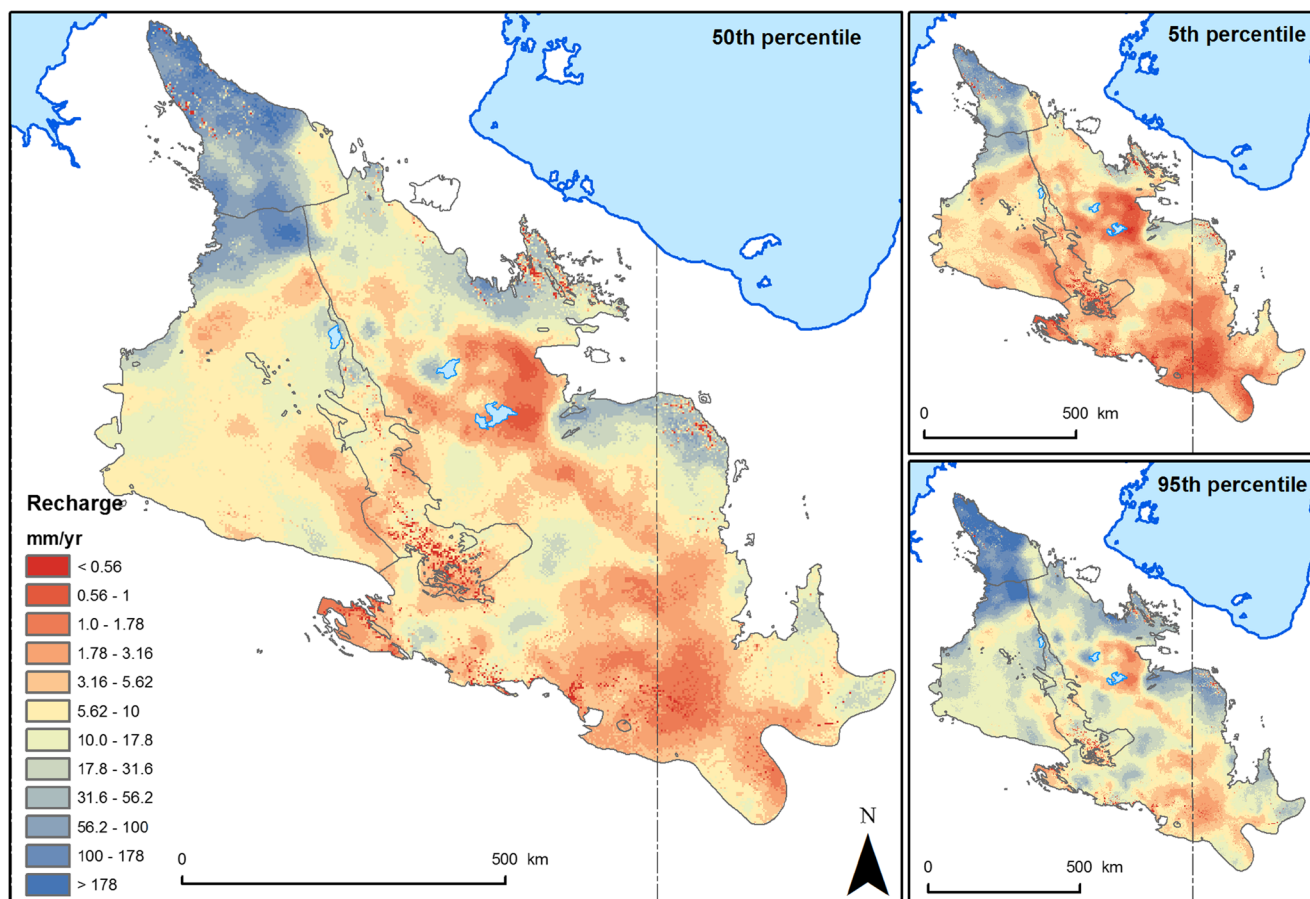 50th percentile
Recharge
mm/yr
< 0.56
0.56 - 1
1.0 - 1.78
1.78 - 3.16
3.16 - 5.62
5.62 - 10
10.0 - 17.8
17.8 - 31.6
31.6 - 56.2
56.2 - 100
100 - 178
> 178
0 500 km
N
5th percentile
0 500 km
95th percentile
0 500 km